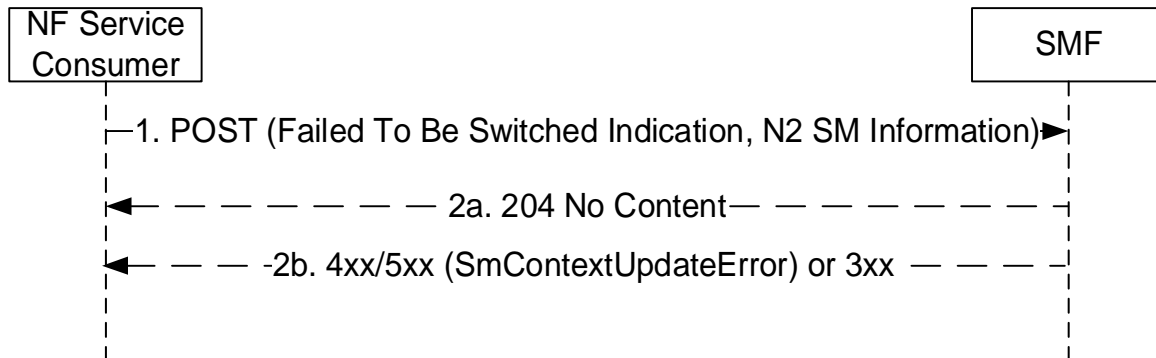 NF Service
Consumer
SMF
1. POST (Failed To Be Switched Indication, N2 SM Information)
2a. 204 No Content
2b. 4xx/5xx (SmContextUpdateError) or 3xx